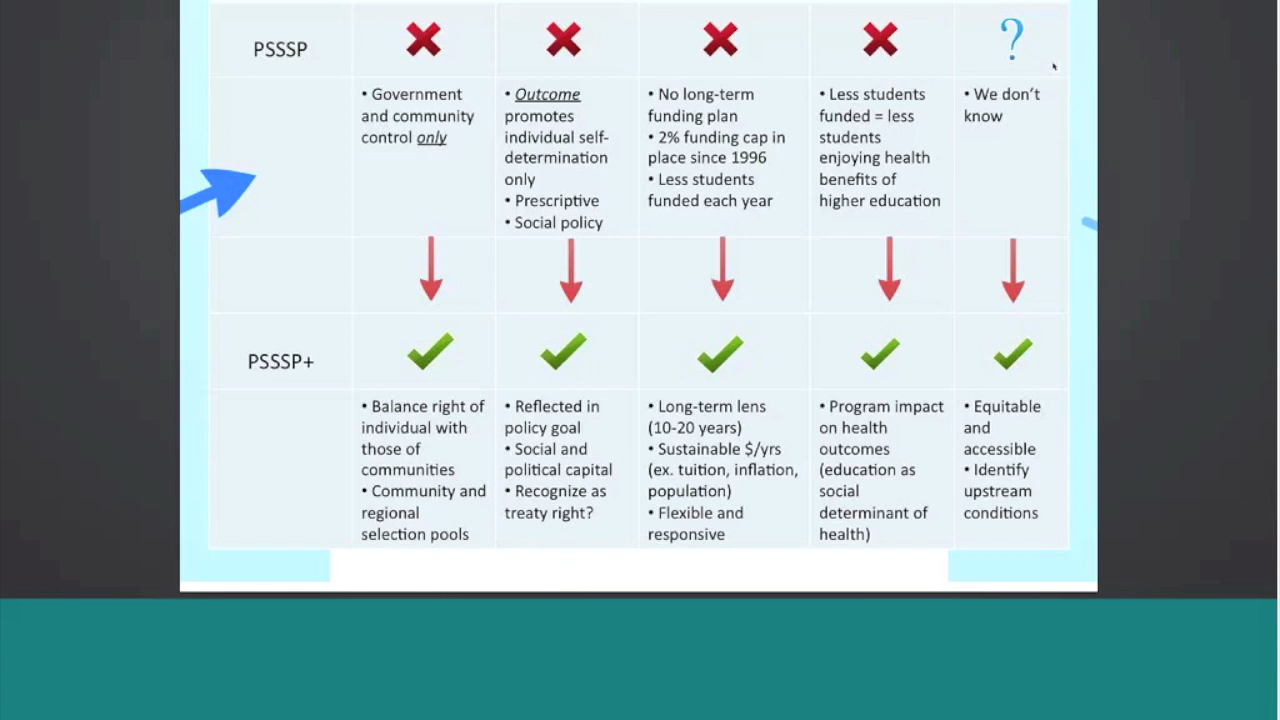 PSSSP
?
• Government
and community
control only
• Outcome
promotes
individual self-
determination
only
• Prescriptive
• Social policy
• No long-term
funding plan
• 2% funding cap in
place since 1996
• Less students
funded each year
• Less students
funded = less
students
enjoying health
benefits of
higher education
• We don't
know
PSSSP+
• Balance right of
individual with
those of
communities
• Community and
regional
selection pools
• Reflected in
policy goal
• Social and
political capital
• Recognize as
treaty right?
• Long-term lens
(10-20 years)
• Sustainable $/yrs
(ex. tuition, inflation,
population)
• Flexible and
responsive
• Program impact
on health
outcomes
(education as
social
determinant of
health)
• Equitable
and
accessible
• Identify
upstream
conditions